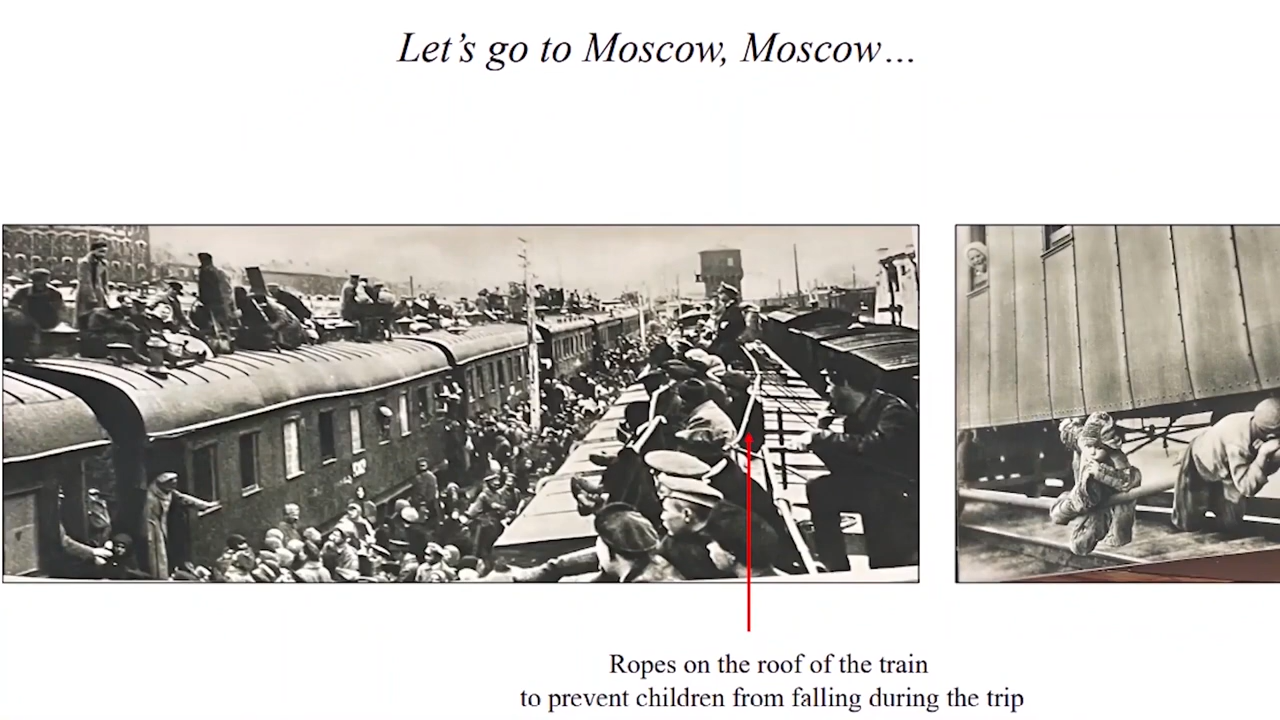 Let's go to Moscow, Moscow…
Ropes on the roof of the train
to prevent children from falling during the trip